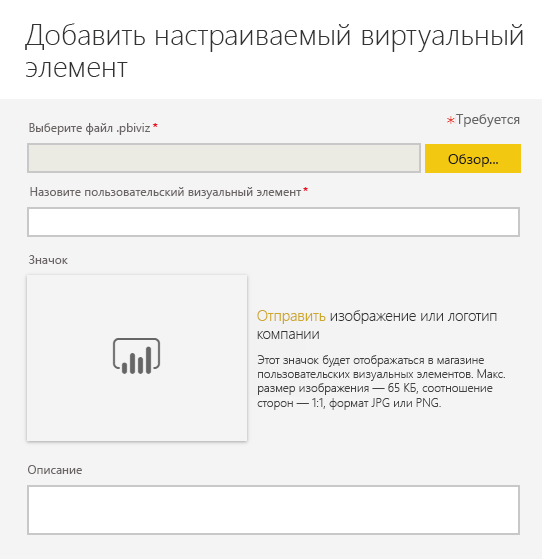 Добавить настраиваемый виртуальный
элемент
*Требуется
Выберите файл .pbiviz*
Обзор...
Назовите пользовательский визуальный элемент*
Значок
Отправить изображение или логотип
компании
Этот значок будет отображаться в магазине
пользовательских визуальных элементов. Макс.
размер изображения — 65 КБ, соотношение
сторон — 1:1, формат JPG или PNG.
Описание